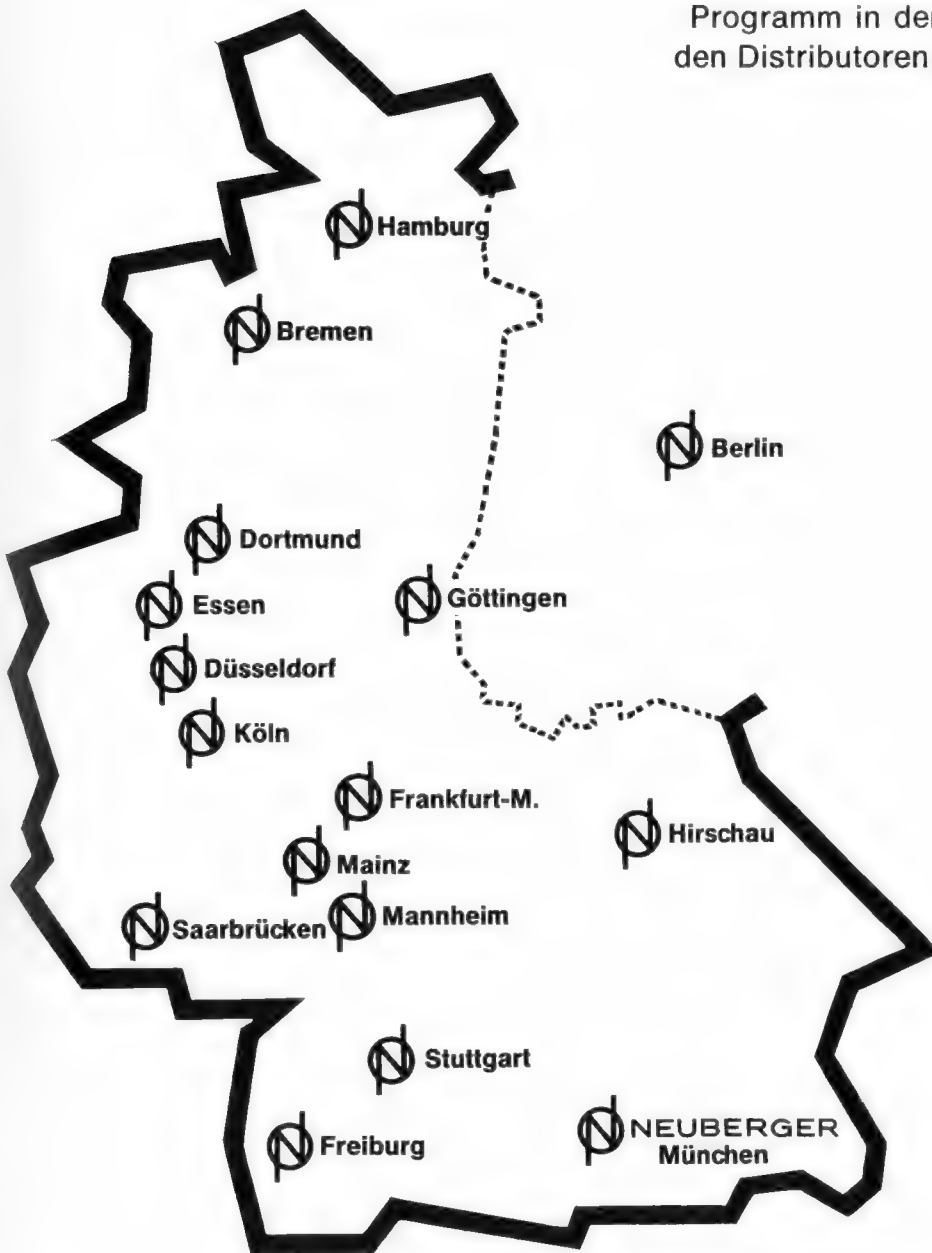 Programm in der
den Distributoren
Hamburg
Bremen
Berlin
Dortmund
Essen
Göttingen
Düsseldorf
Köln
Frankfurt-M.
Hirschau
Mainz
Saarbrücken
Mannheim
Stuttgart
Freiburg
NEUBERGER
München